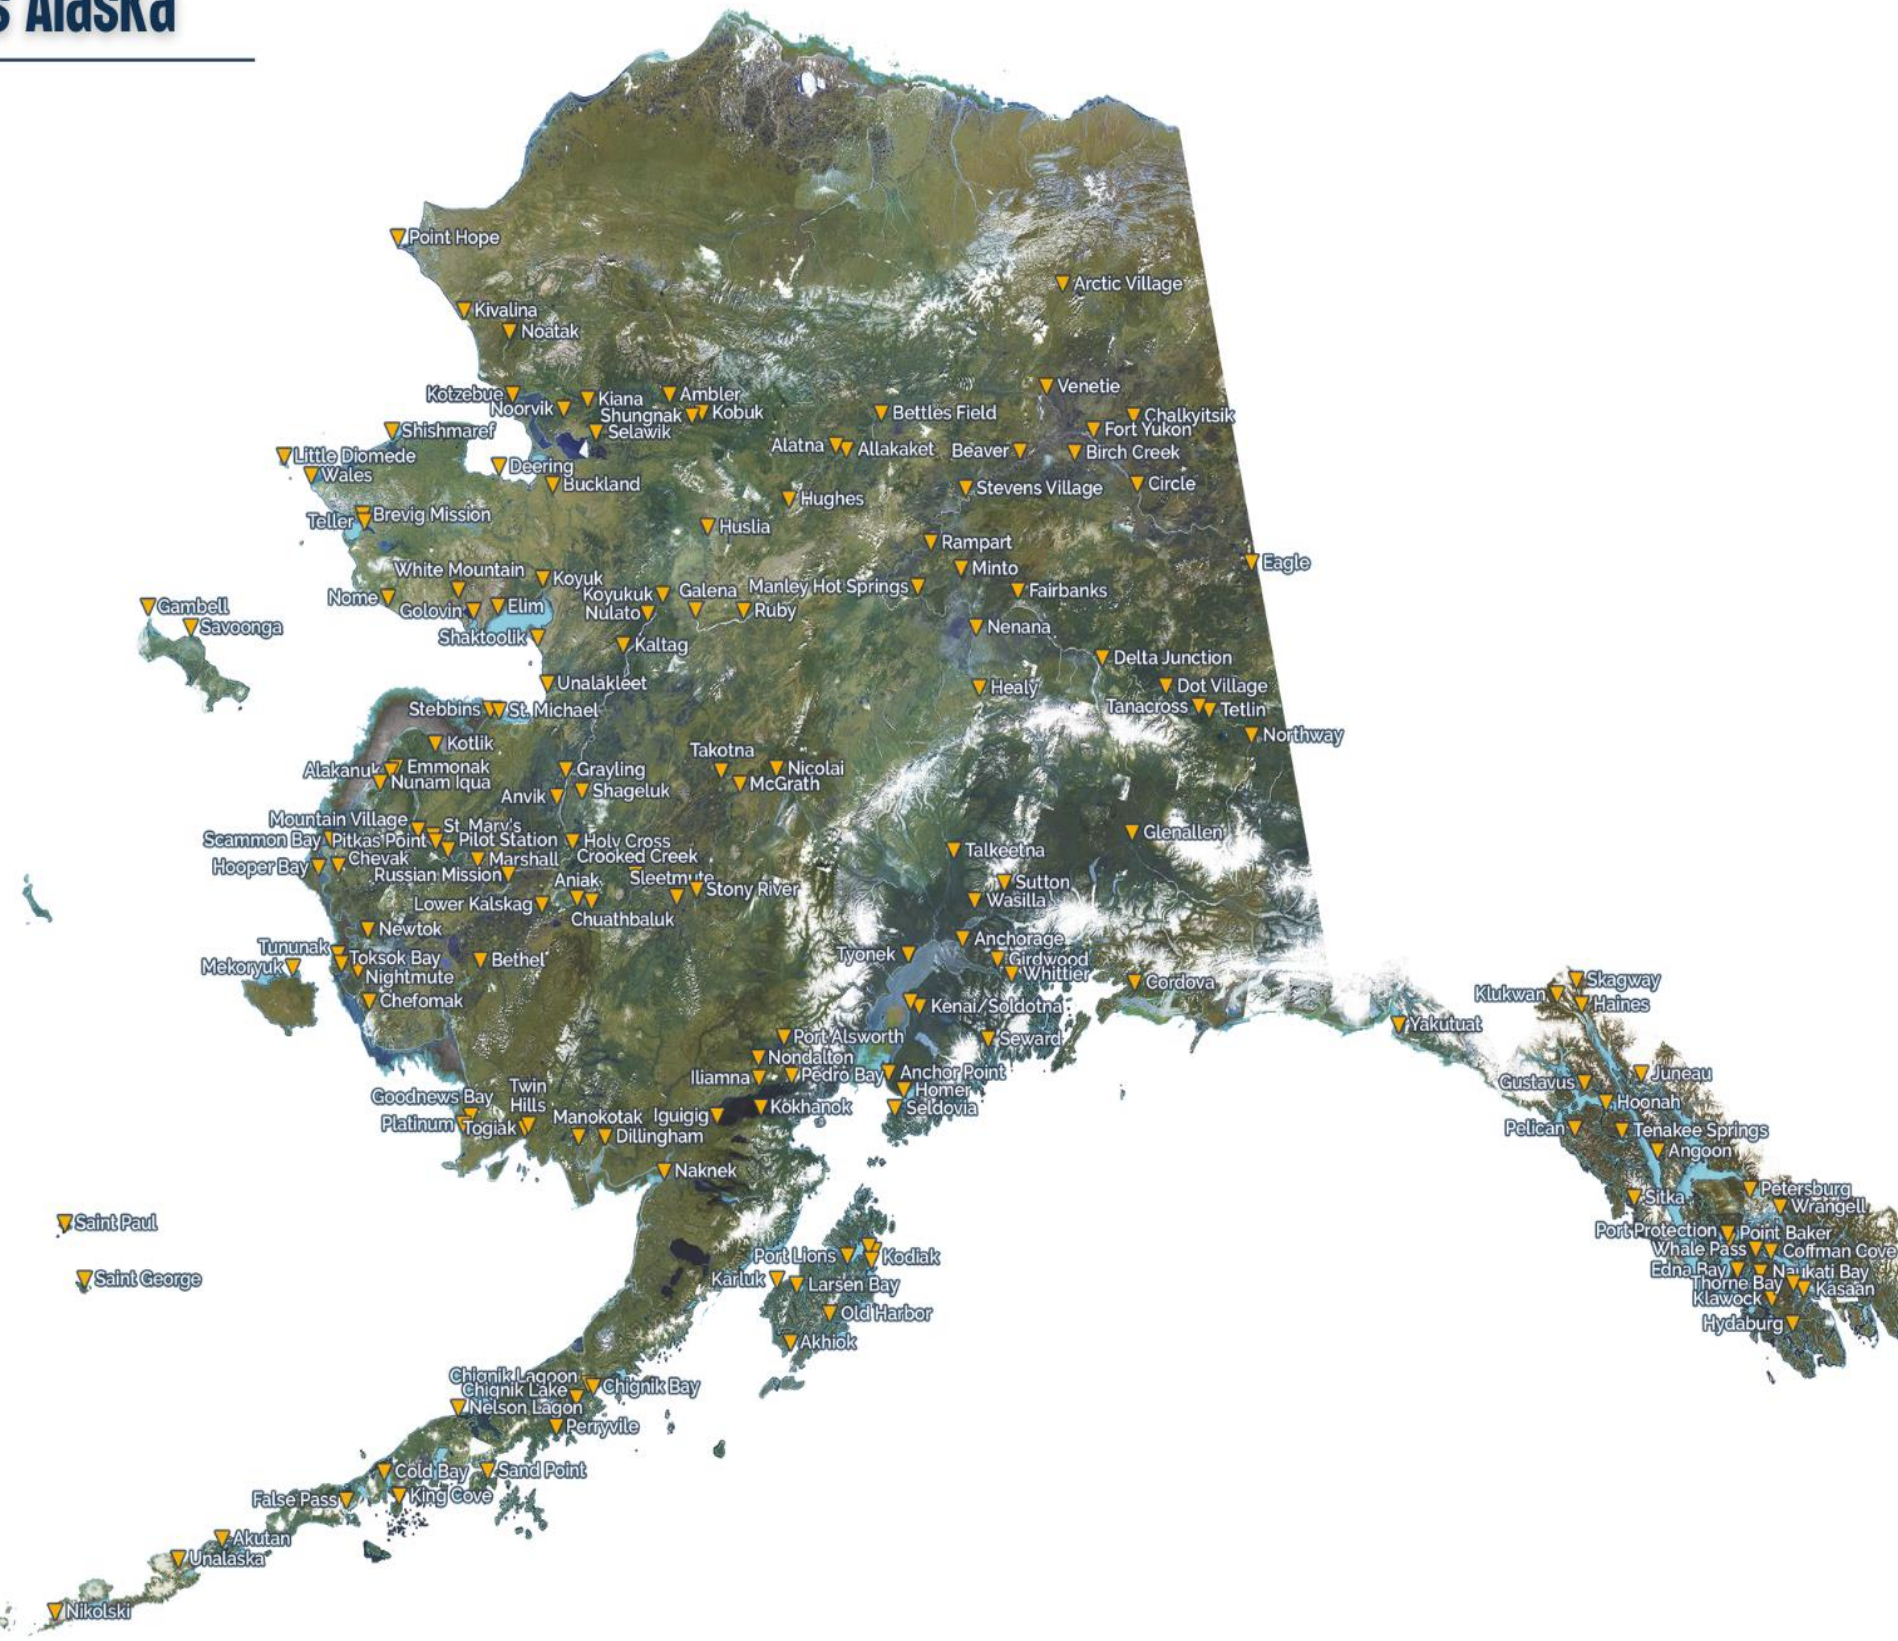 s Alaska
Point Hope
Arctic Village
Kivalina
Noatak
Venetie
Kotzebue
Kiana
Ambler
Noorvik
Shungnak
Kobuk
Bettles Field
Chalkyitsik
Shishmaref
Selawik
Fort Yukon
Alatna
Allakaket
Beaver
Birch Creek
Little Diomede
Deering
Wales
Buckland
Stevens Village
Circle
Hughes
Brevig Mission
Teller
Huslia
Rampart
Eagle
White Mountain
Koyuk
Minto
Manley Hot Springs
Fairbanks
Koyukuk
Galena
Nome
Gambell
Golovin
Elim
Nulato
Ruby
Savoonga
Nenana
Shaktoolik
Kaltag
Delta Junction
Unalakleet
Healy
Dot Village
Tanacross
Tetlin
Stebbins
St. Michael
Northway
Kotlik
Takotna
Alakanuk
Emmonak
Grayling
Nicolai
Nunam Iqua
McGrath
Anvik
Shageluk
Mountain Village
St Mary's
Glenallen
Scammon Bay
Pitkas Point
Pilot Station
Holy Cross
Talkeetna
Hooper Bay
Chevak
Marshall
Crooked Creek
Russian Mission
Aniak
Sleetmute
Stony River
Sutton
Lower Kalskag
Wasilla
Chuathbaluk
Newtok
Anchorage
Tununak
Toksok Bay
Bethel
Tyonek
Girdwood
Mekoryuk
Nightmute
Whittier
Cordova
Skagway
Klukwan
Chefornak
Kenai/Soldotna
Haines
Yakutuat
Port Alsworth
Seward
Nondalton
Iliamna
Pedro Bay
Anchor Point
Juneau
Gustavus
Twin
Hills
Homer
Goodnews Bay
Kokhanok
Seldovia
Hoonah
Platinum
Togiak
Manokotak
Iguigig
Pelican
Tenakee Springs
Dillingham
Angoon
Naknek
Petersburg
Sitka
Wrangell
Saint Paul
Port Protection
Point Baker
Port Lions
Kodiak
Whale Pass
Coffman Cove
Saint George
Karluk
Larsen Bay
Edna Bay
Naukati Bay
Thorne Bay
Kasaan
Klawock
Old Harbor
Hydaburg
Akhiok
Chignik Lagoon
Chignik Lake
Chignik Bay
Nelson Lagon
Perryvile
Cold Bay
Sand Point
False Pass
King Cove
Akutan
Unalaska
Nikolski